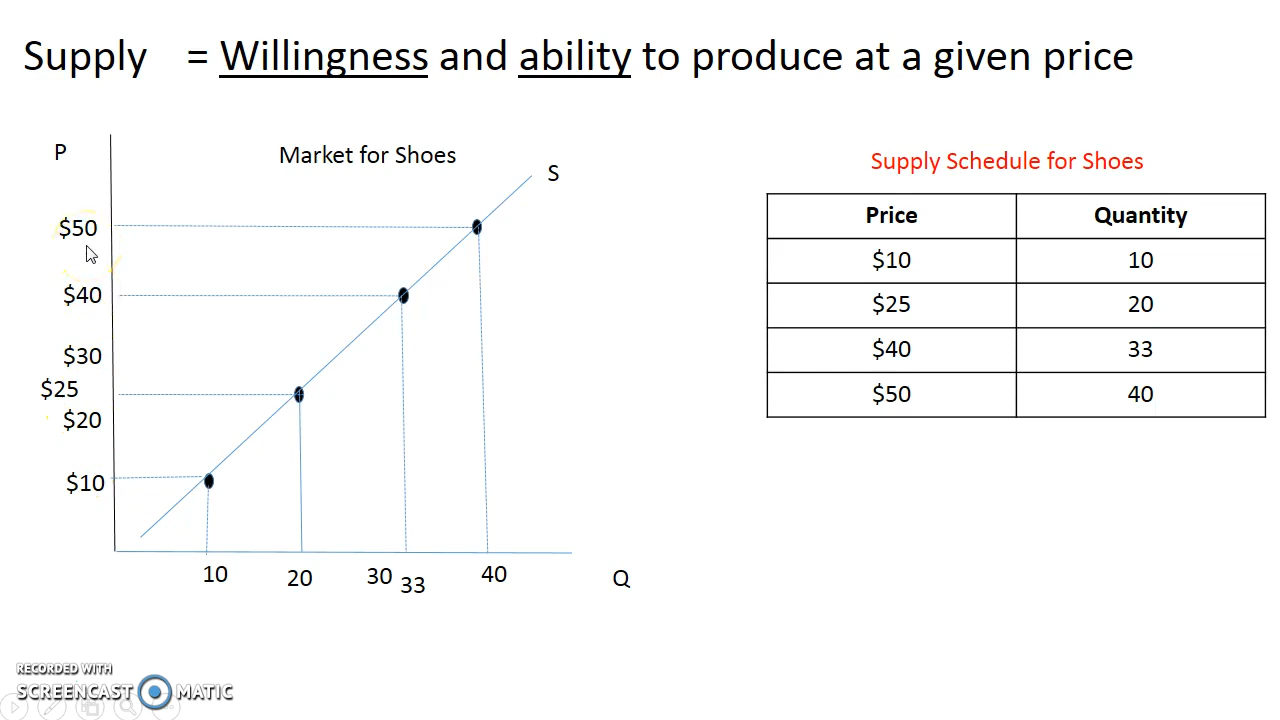 Supply = Willingness and ability to produce at a given price
P
Market for Shoes
S
$50
$40
$30
$25
$20
$10
10 20 30 33 40 Q
Supply Schedule for Shoes
Price Quantity
$10 10
$25 20
$40 33
$50 40
RECORDED WITH
SCREENCAST MATIC